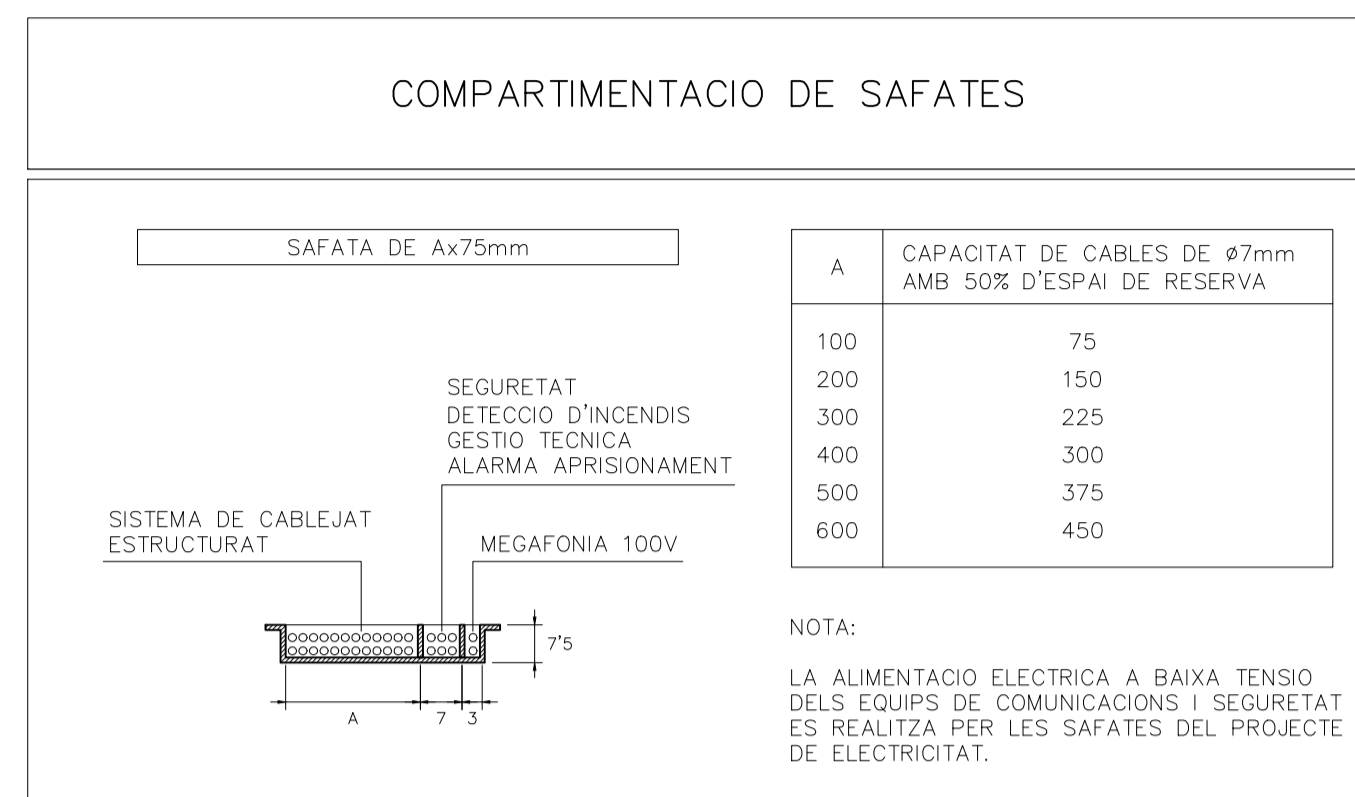 COMPARTIMENTACIO DE SAFATES
SAFATA DE Ax75mm
SEGURETAT
DETECCIO D'INCENDIS
GESTIO TECNICA
ALARMA APRISIONAMENT
SISTEMA DE CABLEJAT
ESTRUCTURAT
MEGAFONIA 100V
7'5
A 7 3
A CAPACITAT DE CABLES DE ø7mm
AMB 50% D'ESPAI DE RESERVA
100 75
200 150
300 225
400 300
500 375
600 450
NOTA:
LA ALIMENTACIO ELECTRICA A BAIXA TENSIO
DELS EQUIPS DE COMUNICACIONS I SEGURETAT
ES REALITZA PER LES SAFATES DEL PROJECTE
DE ELECTRICITAT.